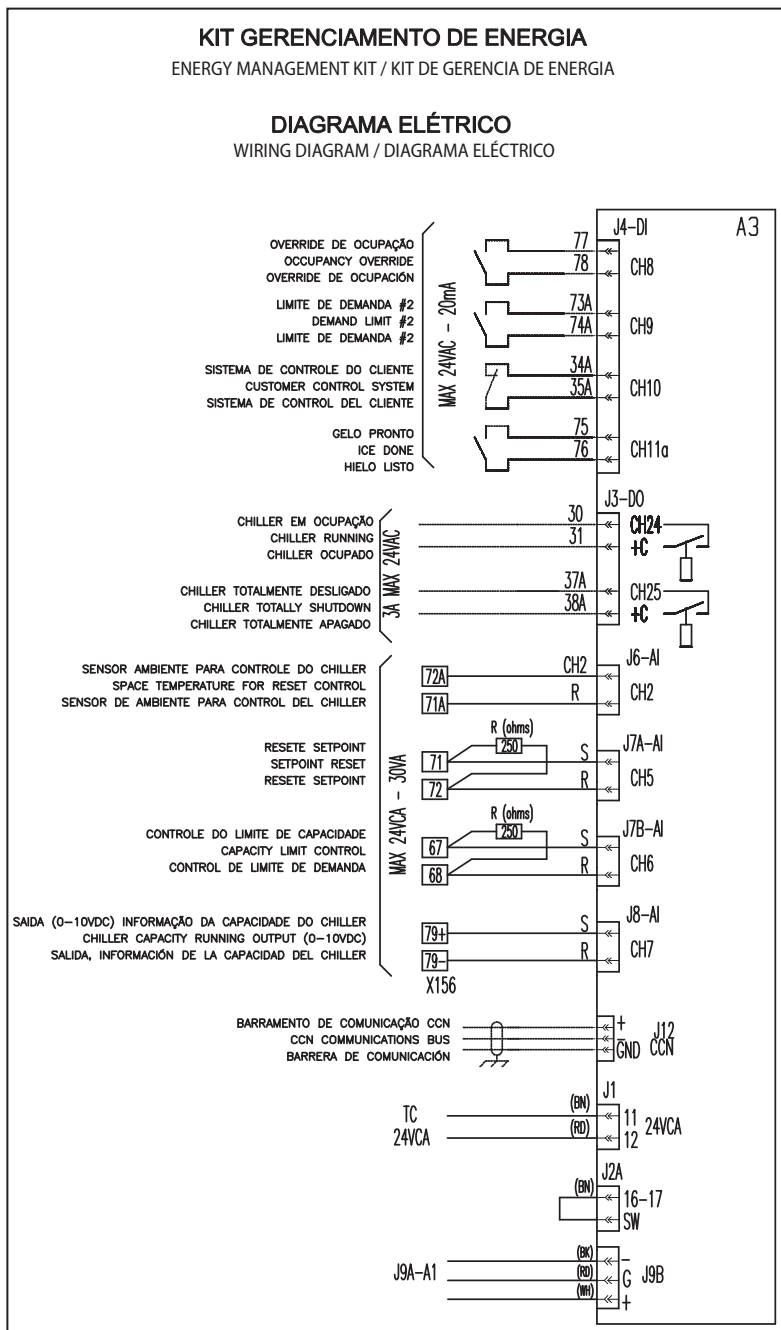 KIT GERENCIAMENTO DE ENERGIA
ENERGY MANAGEMENT KIT / KIT DE GERENCIA DE ENERGIA
DIAGRAMA ELÉTRICO
WIRING DIAGRAM / DIAGRAMA ELÉCTRICO
A3
J4-DI
OVERRIDE DE OCUPAÇÃO
OCCUPANCY OVERRIDE
OVERRIDE DE OCUPACIÓN
77
78
CH8
LIMITE DE DEMANDA #2
DEMAND LIMIT #2
LIMITE DE DEMANDA #2
73A
74A
CH9
MAX 24VAC - 20mA
SISTEMA DE CONTROLE DO CLIENTE
CUSTOMER CONTROL SYSTEM
SISTEMA DE CONTROL DEL CLIENTE
34A
35A
CH10
GELO PRONTO
ICE DONE
HIELO LISTO
75
76
CH11a
J3-DO
CHILLER EM OCUPAÇÃO
CHILLER RUNNING
CHILLER OCUPADO
30
31
CH24
+C
3A MAX 24VAC
CHILLER TOTALMENTE DESLIGADO
CHILLER TOTALLY SHUTDOWN
CHILLER TOTALMENTE APAGADO
37A
38A
CH25
+C
J6-AI
SENSOR AMBIENTE PARA CONTROLE DO CHILLER
SPACE TEMPERATURE FOR RESET CONTROL
SENSOR DE AMBIENTE PARA CONTROL DEL CHILLER
72A
71A
CH2
R
CH2
RESETE SETPOINT
SETPOINT RESET
RESETE SETPOINT
R (ohms)
250
71
72
S
R
J7A-AI
CH5
MAX 24VCA - 30VA
CONTROLE DO LIMITE DE CAPACIDADE
CAPACITY LIMIT CONTROL
CONTROL DE LIMITE DE DEMANDA
R (ohms)
250
67
68
S
R
J7B-AI
CH6
SAIDA (0-10VDC) INFORMAÇÃO DA CAPACIDADE DO CHILLER
CHILLER CAPACITY RUNNING OUTPUT (0-10VDC)
SALIDA, INFORMACIÓN DE LA CAPACIDAD DEL CHILLER
79+
79-
X156
S
R
J8-AI
CH7
BARRAMENTO DE COMUNICAÇÃO CCN
CCN COMMUNICATIONS BUS
BARRERA DE COMUNICACIÓN
+
-
GND
J12
CCN
J1
TC
24VCA
(BN)
(RD)
11
12
24VCA
J2A
(BN)
16-17
SW
J9A-A1
(BK)
(RD)
(WH)
-
G
+
J9B